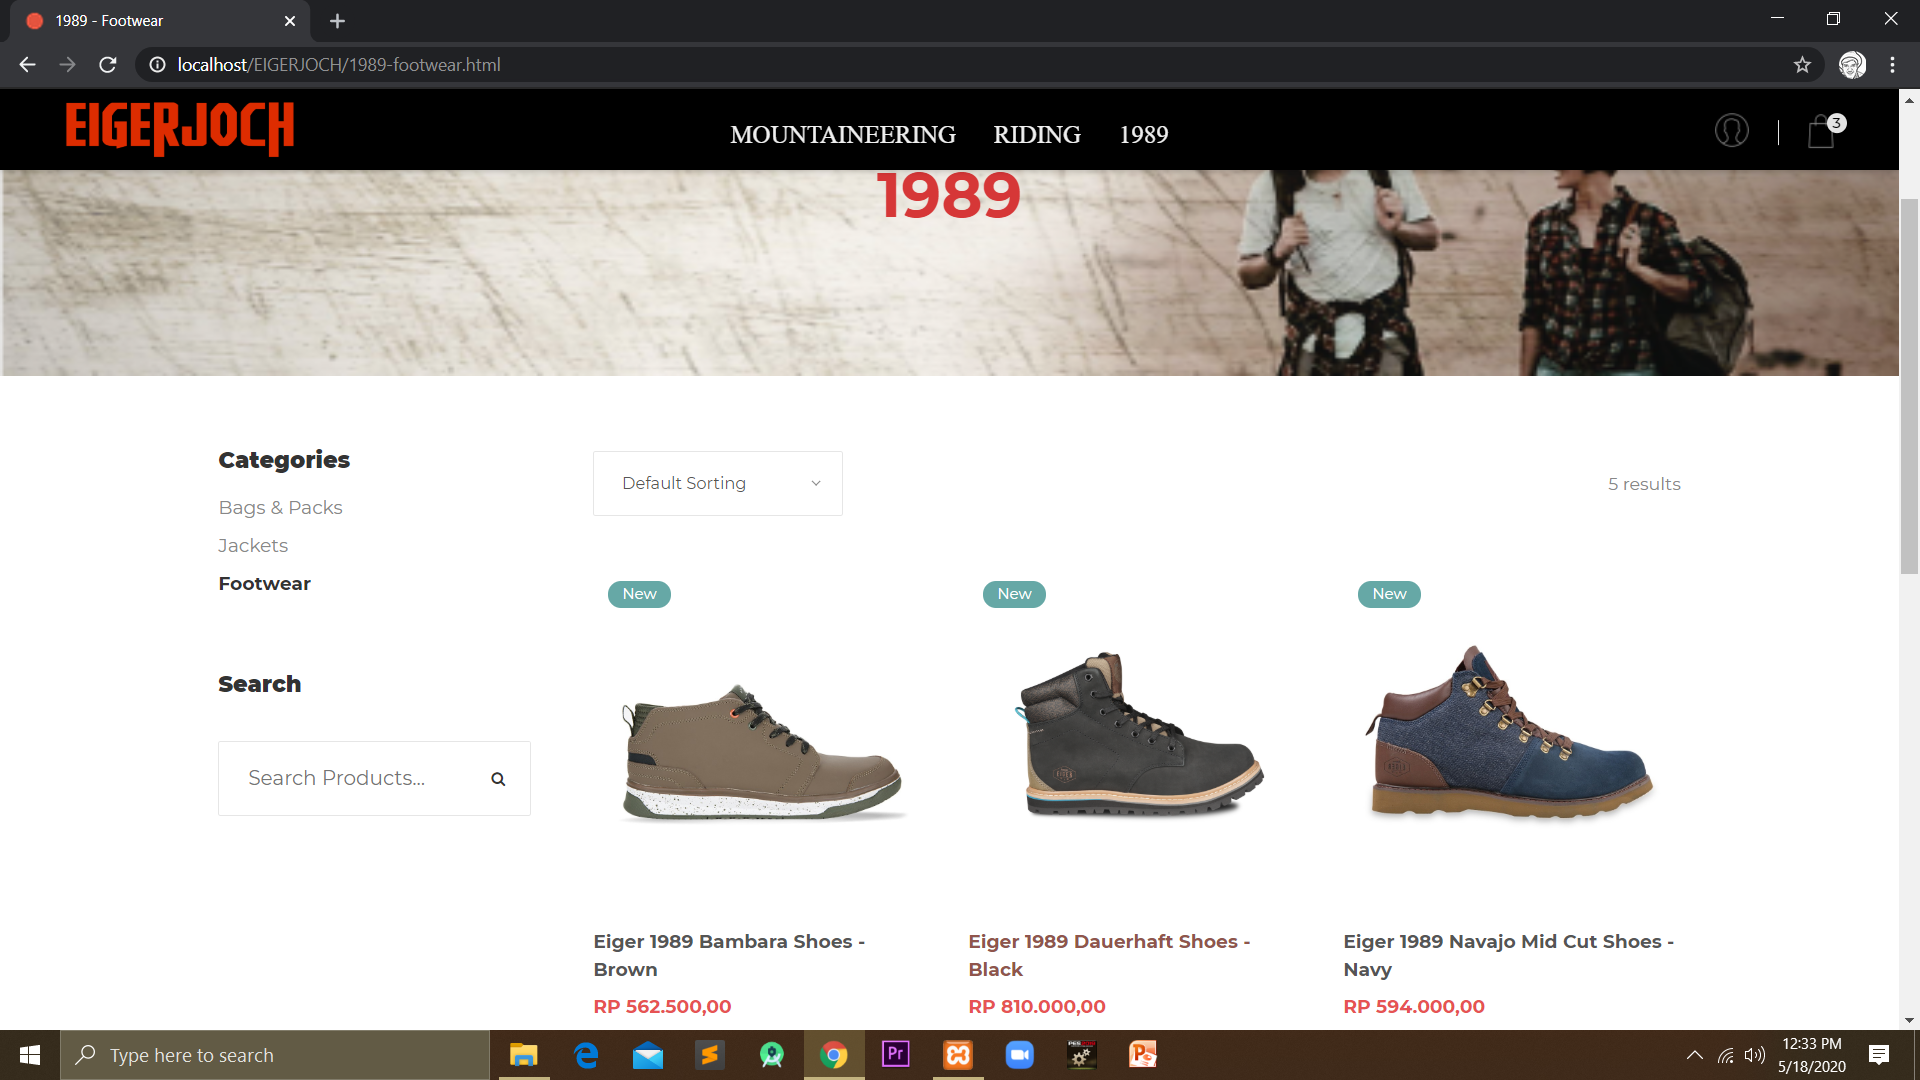 1989 - Footwear
localhost/EIGERJOCH/1989-footwear.html
EIGERJOCH
MOUNTAINEERING RIDING 1989
3
1989
Categories
Bags & Packs
Jackets
Footwear
Search
Search Products...
Default Sorting
5 results
New
New
New
Eiger 1989 Bambara Shoes -
Brown
RP 562.500,00
Eiger 1989 Dauerhaft Shoes -
Black
RP 810.000,00
Eiger 1989 Navajo Mid Cut Shoes -
Navy
RP 594.000,00
Type here to search
Pr
12:33 PM
5/18/2020